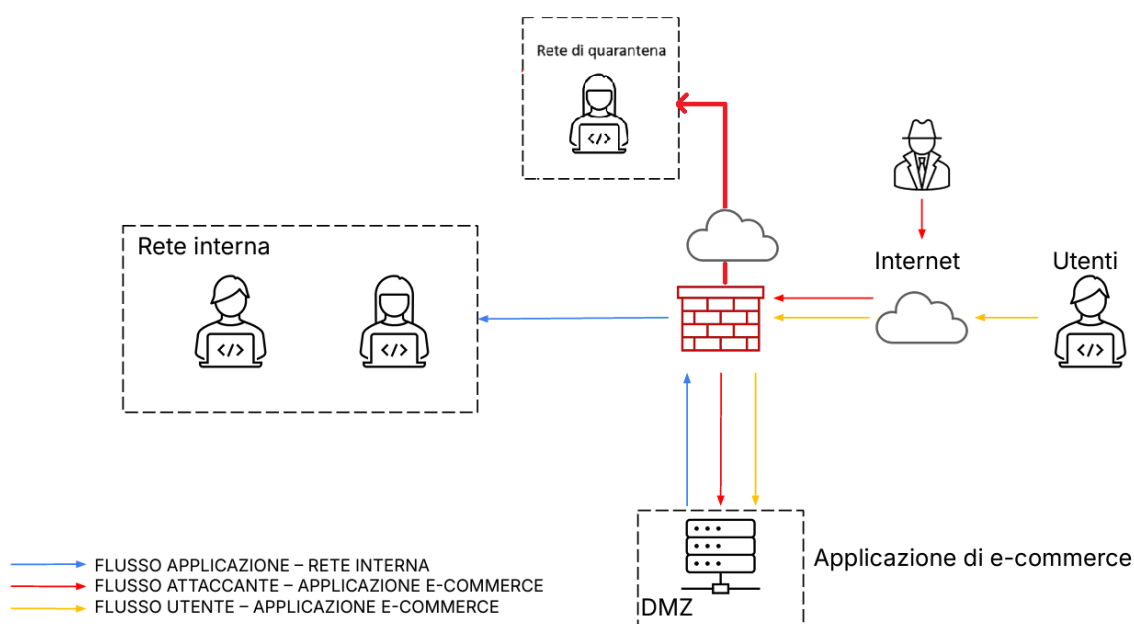 Rete di quarantena
Rete interna
Internet
Utenti
Applicazione di e-commerce
DMZ
FLUSSO APPLICAZIONE – RETE INTERNA
FLUSSO ATTACCANTE – APPLICAZIONE E-COMMERCE
FLUSSO UTENTE – APPLICAZIONE E-COMMERCE